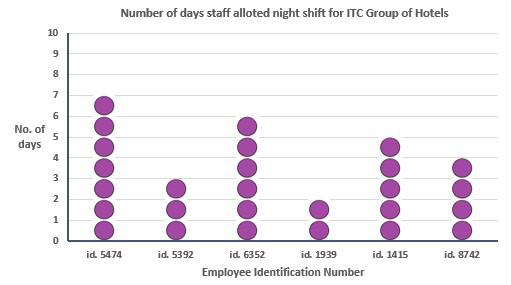 Number of days staff alloted night shift for ITC Group of Hotels
10
9
8
7
6
5
4
3
2
1
0
No. of
days
id. 5474 id. 5392 id. 6352 id. 1939 id. 1415 id. 8742
Employee Identification Number